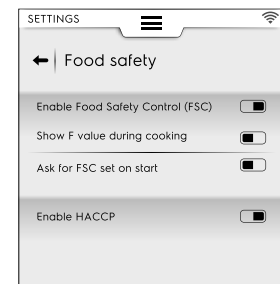 SETTINGS
Food safety
Enable Food Safety Control (FSC)
Show F value during cooking
Ask for FSC set on start
Enable HACCP